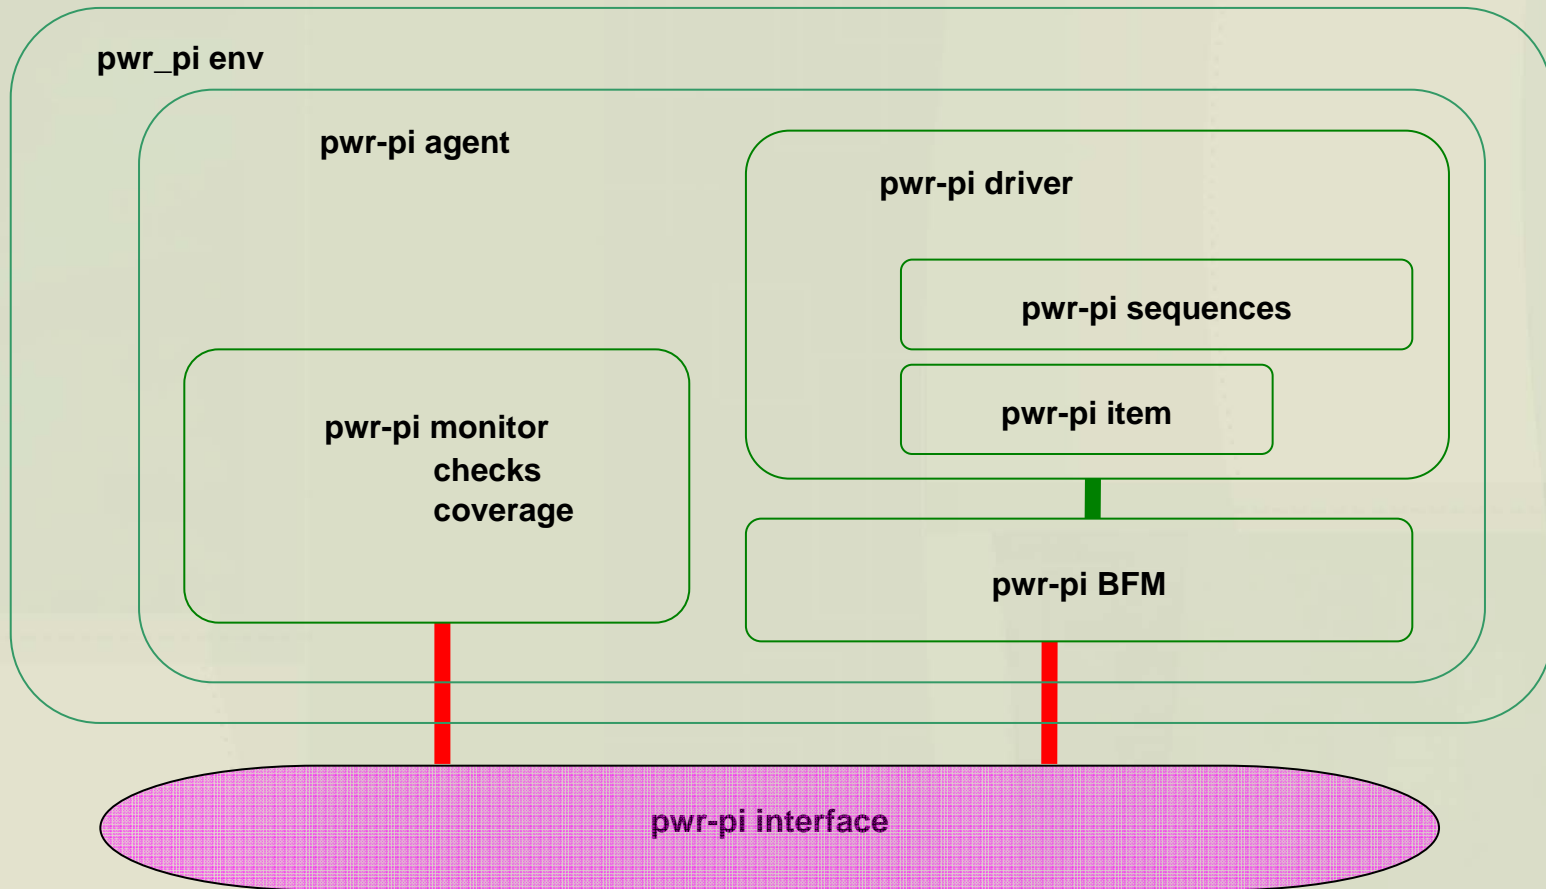 pwr_pi env
pwr-pi agent
pwr-pi driver
pwr-pi sequences
pwr-pi item
pwr-pi monitor
checks
coverage
pwr-pi BFM
pwr-pi interface